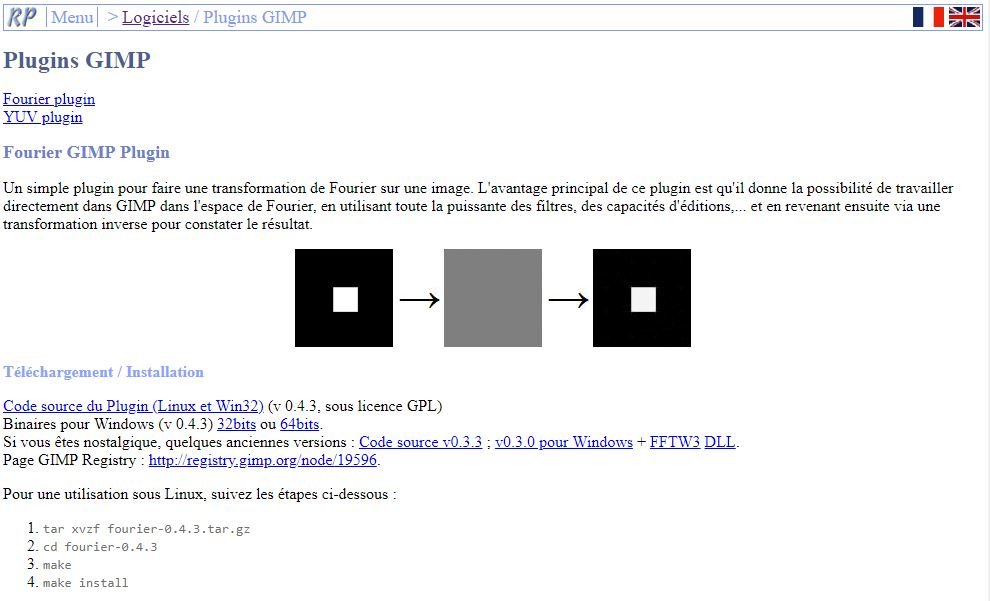 RP | Menu | > Logiciels / Plugins GIMP
Plugins GIMP
Fourier plugin
YUV plugin
Fourier GIMP Plugin
Un simple plugin pour faire une transformation de Fourier sur une image. L'avantage principal de ce plugin est qu'il donne la possibilité de travailler
directement dans GIMP dans l'espace de Fourier, en utilisant toute la puissante des filtres, des capacités d'éditions,... et en revenant ensuite via une
transformation inverse pour constater le résultat.
Téléchargement / Installation
Code source du Plugin (Linux et Win32) (v 0.4.3, sous licence GPL)
Binaires pour Windows (v 0.4.3) 32bits ou 64bits.
Si vous êtes nostalgique, quelques anciennes versions : Code source v0.3.3 ; v0.3.0 pour Windows + FFTW3 DLL.
Page GIMP Registry : http://registry.gimp.org/node/19596.
Pour une utilisation sous Linux, suivez les étapes ci-dessous :
1. tar xvzf fourier-0.4.3.tar.gz
2. cd fourier-0.4.3
3. make
4. make install